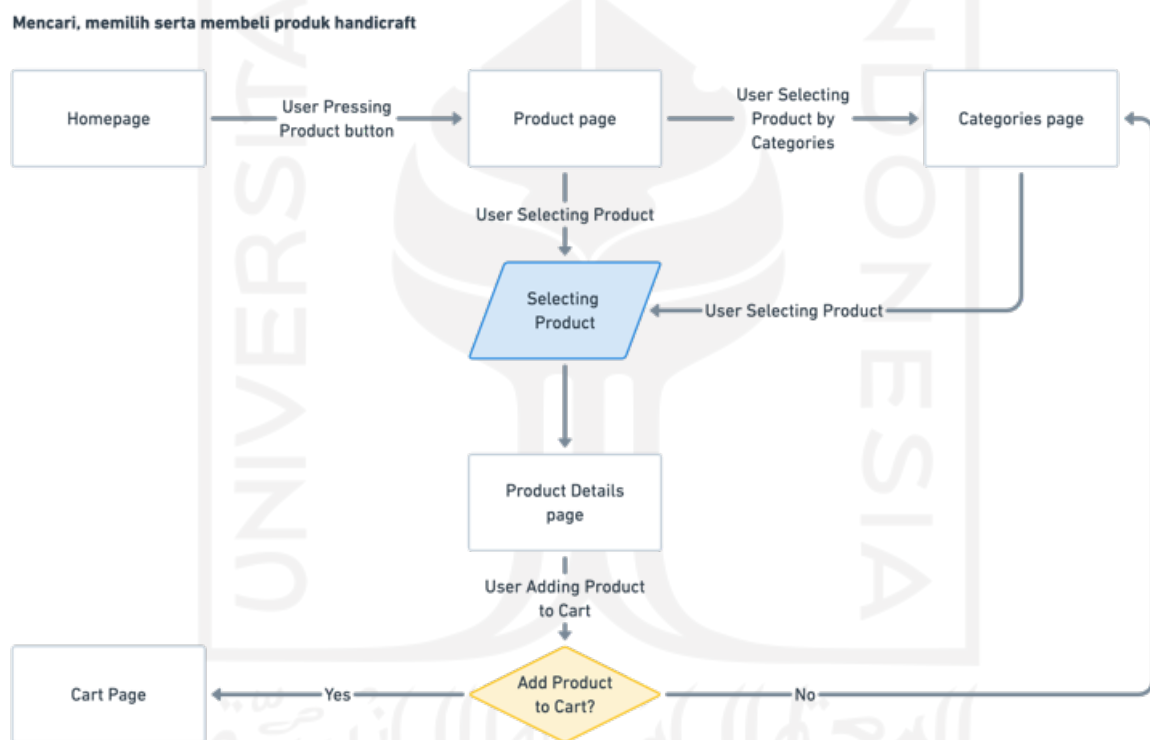 Mencari, memilih serta membeli produk handicraft
Homepage
User Pressing
Product button
Product page
User Selecting
Product by
Categories
Categories page
User Selecting Product
Selecting
Product
User Selecting Product
Product Details
page
User Adding Product
to Cart
Cart Page
Yes
Add Product
to Cart?
No
UNIVERSITA
NDONESIA